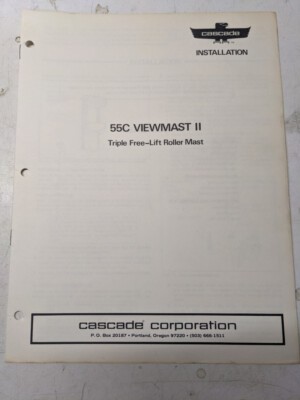 cascade
INSTALLATION
55C VIEWMAST II
Triple Free-Lift Roller Mast
cascade corporation
P. O. Box 20187 • Portland, Oregon 97220 • (503) 666-1511